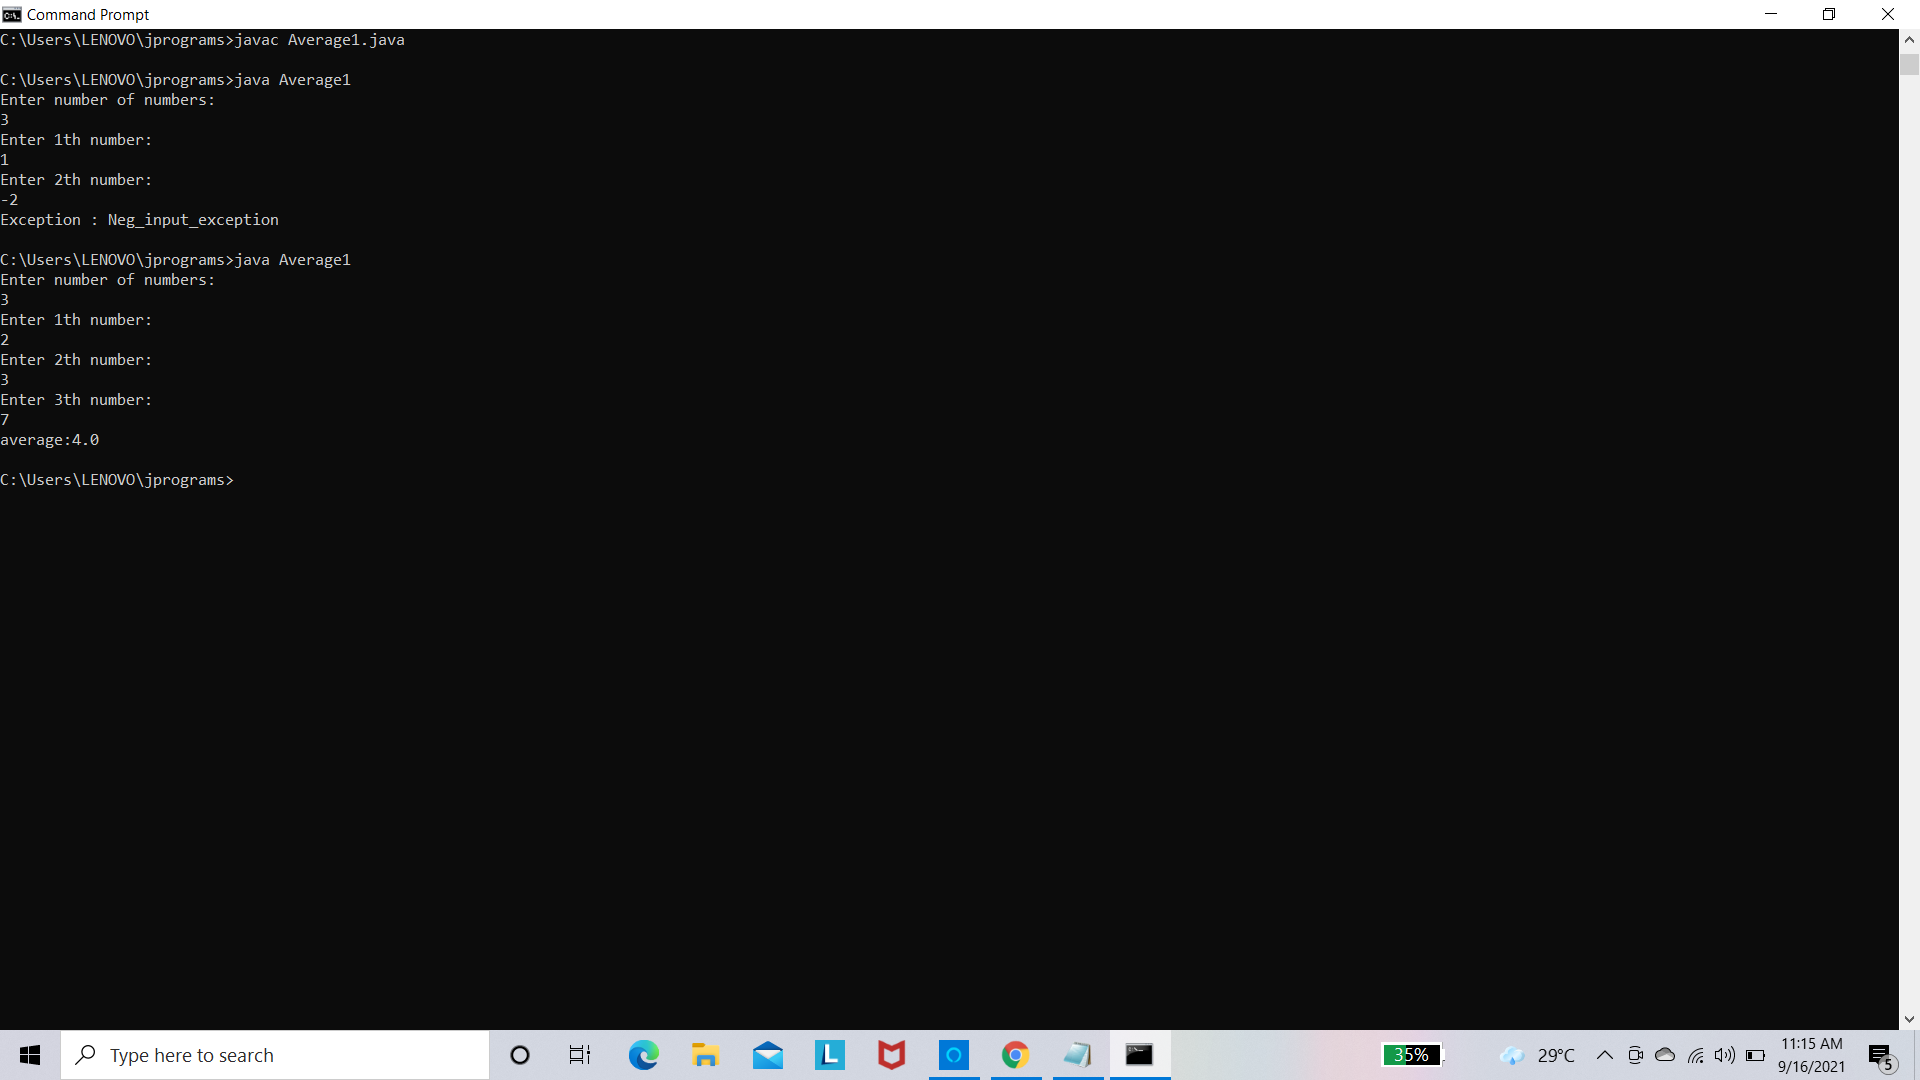 Command Prompt
C:\Users\LENOVO\jprograms>javac Average1.java
C:\Users\LENOVO\jprograms>java Average1
Enter number of numbers:
3
Enter 1th number:
1
Enter 2th number:
-2
Exception : Neg_input_exception
C:\Users\LENOVO\jprograms>java Average1
Enter number of numbers:
3
Enter 1th number:
2
Enter 2th number:
3
Enter 3th number:
7
average:4.0
C:\Users\LENOVO\jprograms>
Type here to search
L
35%
29°C
11:15 AM
9/16/2021
5